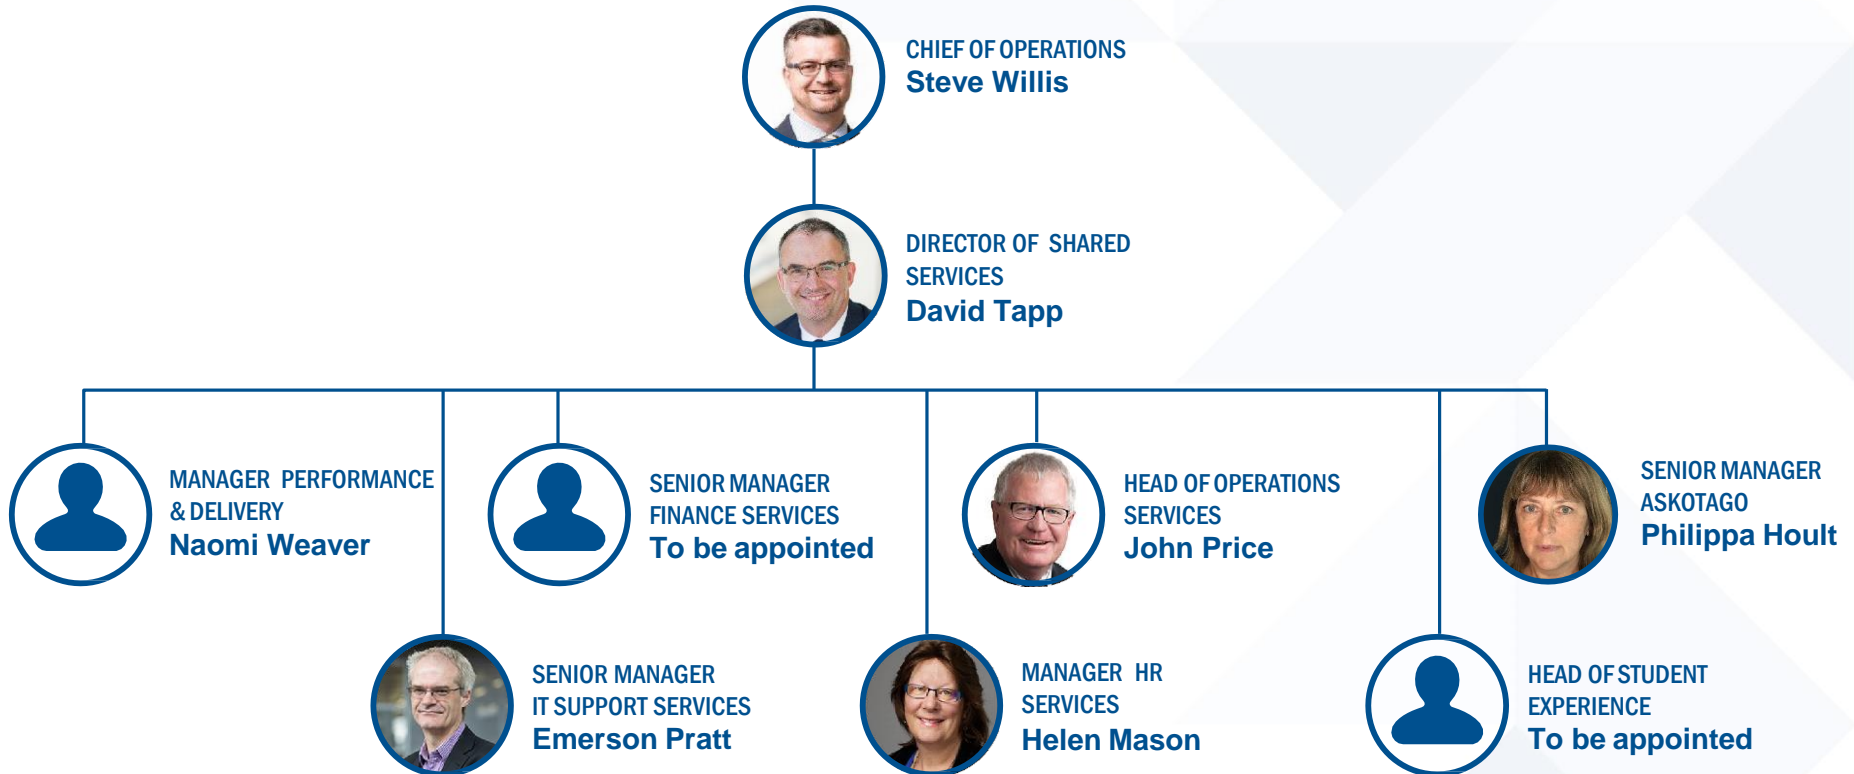 CHIEF OF OPERATIONS
Steve Willis
DIRECTOR OF SHARED
SERVICES
David Tapp
MANAGER PERFORMANCE
& DELIVERY
Naomi Weaver
SENIOR MANAGER
FINANCE SERVICES
To be appointed
HEAD OF OPERATIONS
SERVICES
John Price
SENIOR MANAGER
ASKOTAGO
Philippa Hoult
SENIOR MANAGER
IT SUPPORT SERVICES
Emerson Pratt
MANAGER HR
SERVICES
Helen Mason
HEAD OF STUDENT
EXPERIENCE
To be appointed